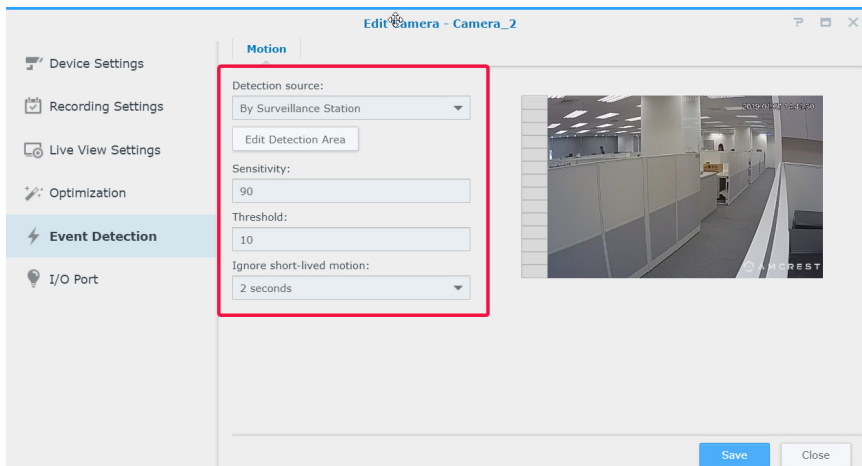 Edit Camera - Camera_2
Device Settings
Recording Settings
Live View Settings
Optimization
Event Detection
I/O Port
Motion
Detection source:
By Surveillance Station
Edit Detection Area
Sensitivity:
90
Threshold:
10
Ignore short-lived motion:
2 seconds
AMCREST
Save
Close